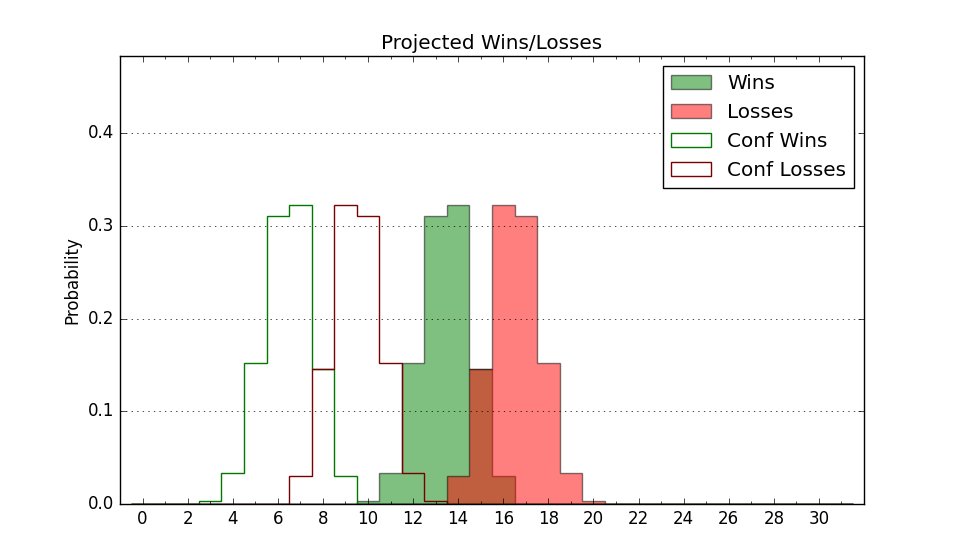 Projected Wins/Losses
Wins
Losses
Conf Wins
Conf Losses
Probability
0.4
0.3
0.2
0.1
0.0
0 2 4 6 8 10 12 14 16 18 20 22 24 26 28 30